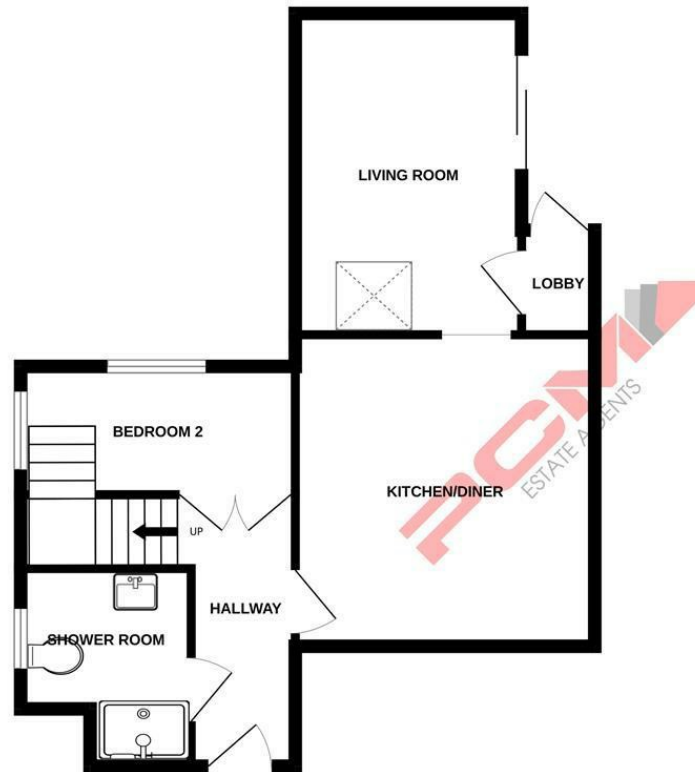 LIVING ROOM
LOBBY
BEDROOM 2
KITCHEN/DINER
UP
HALLWAY
SHOWER ROOM
PCM
ESTATE AGENTS